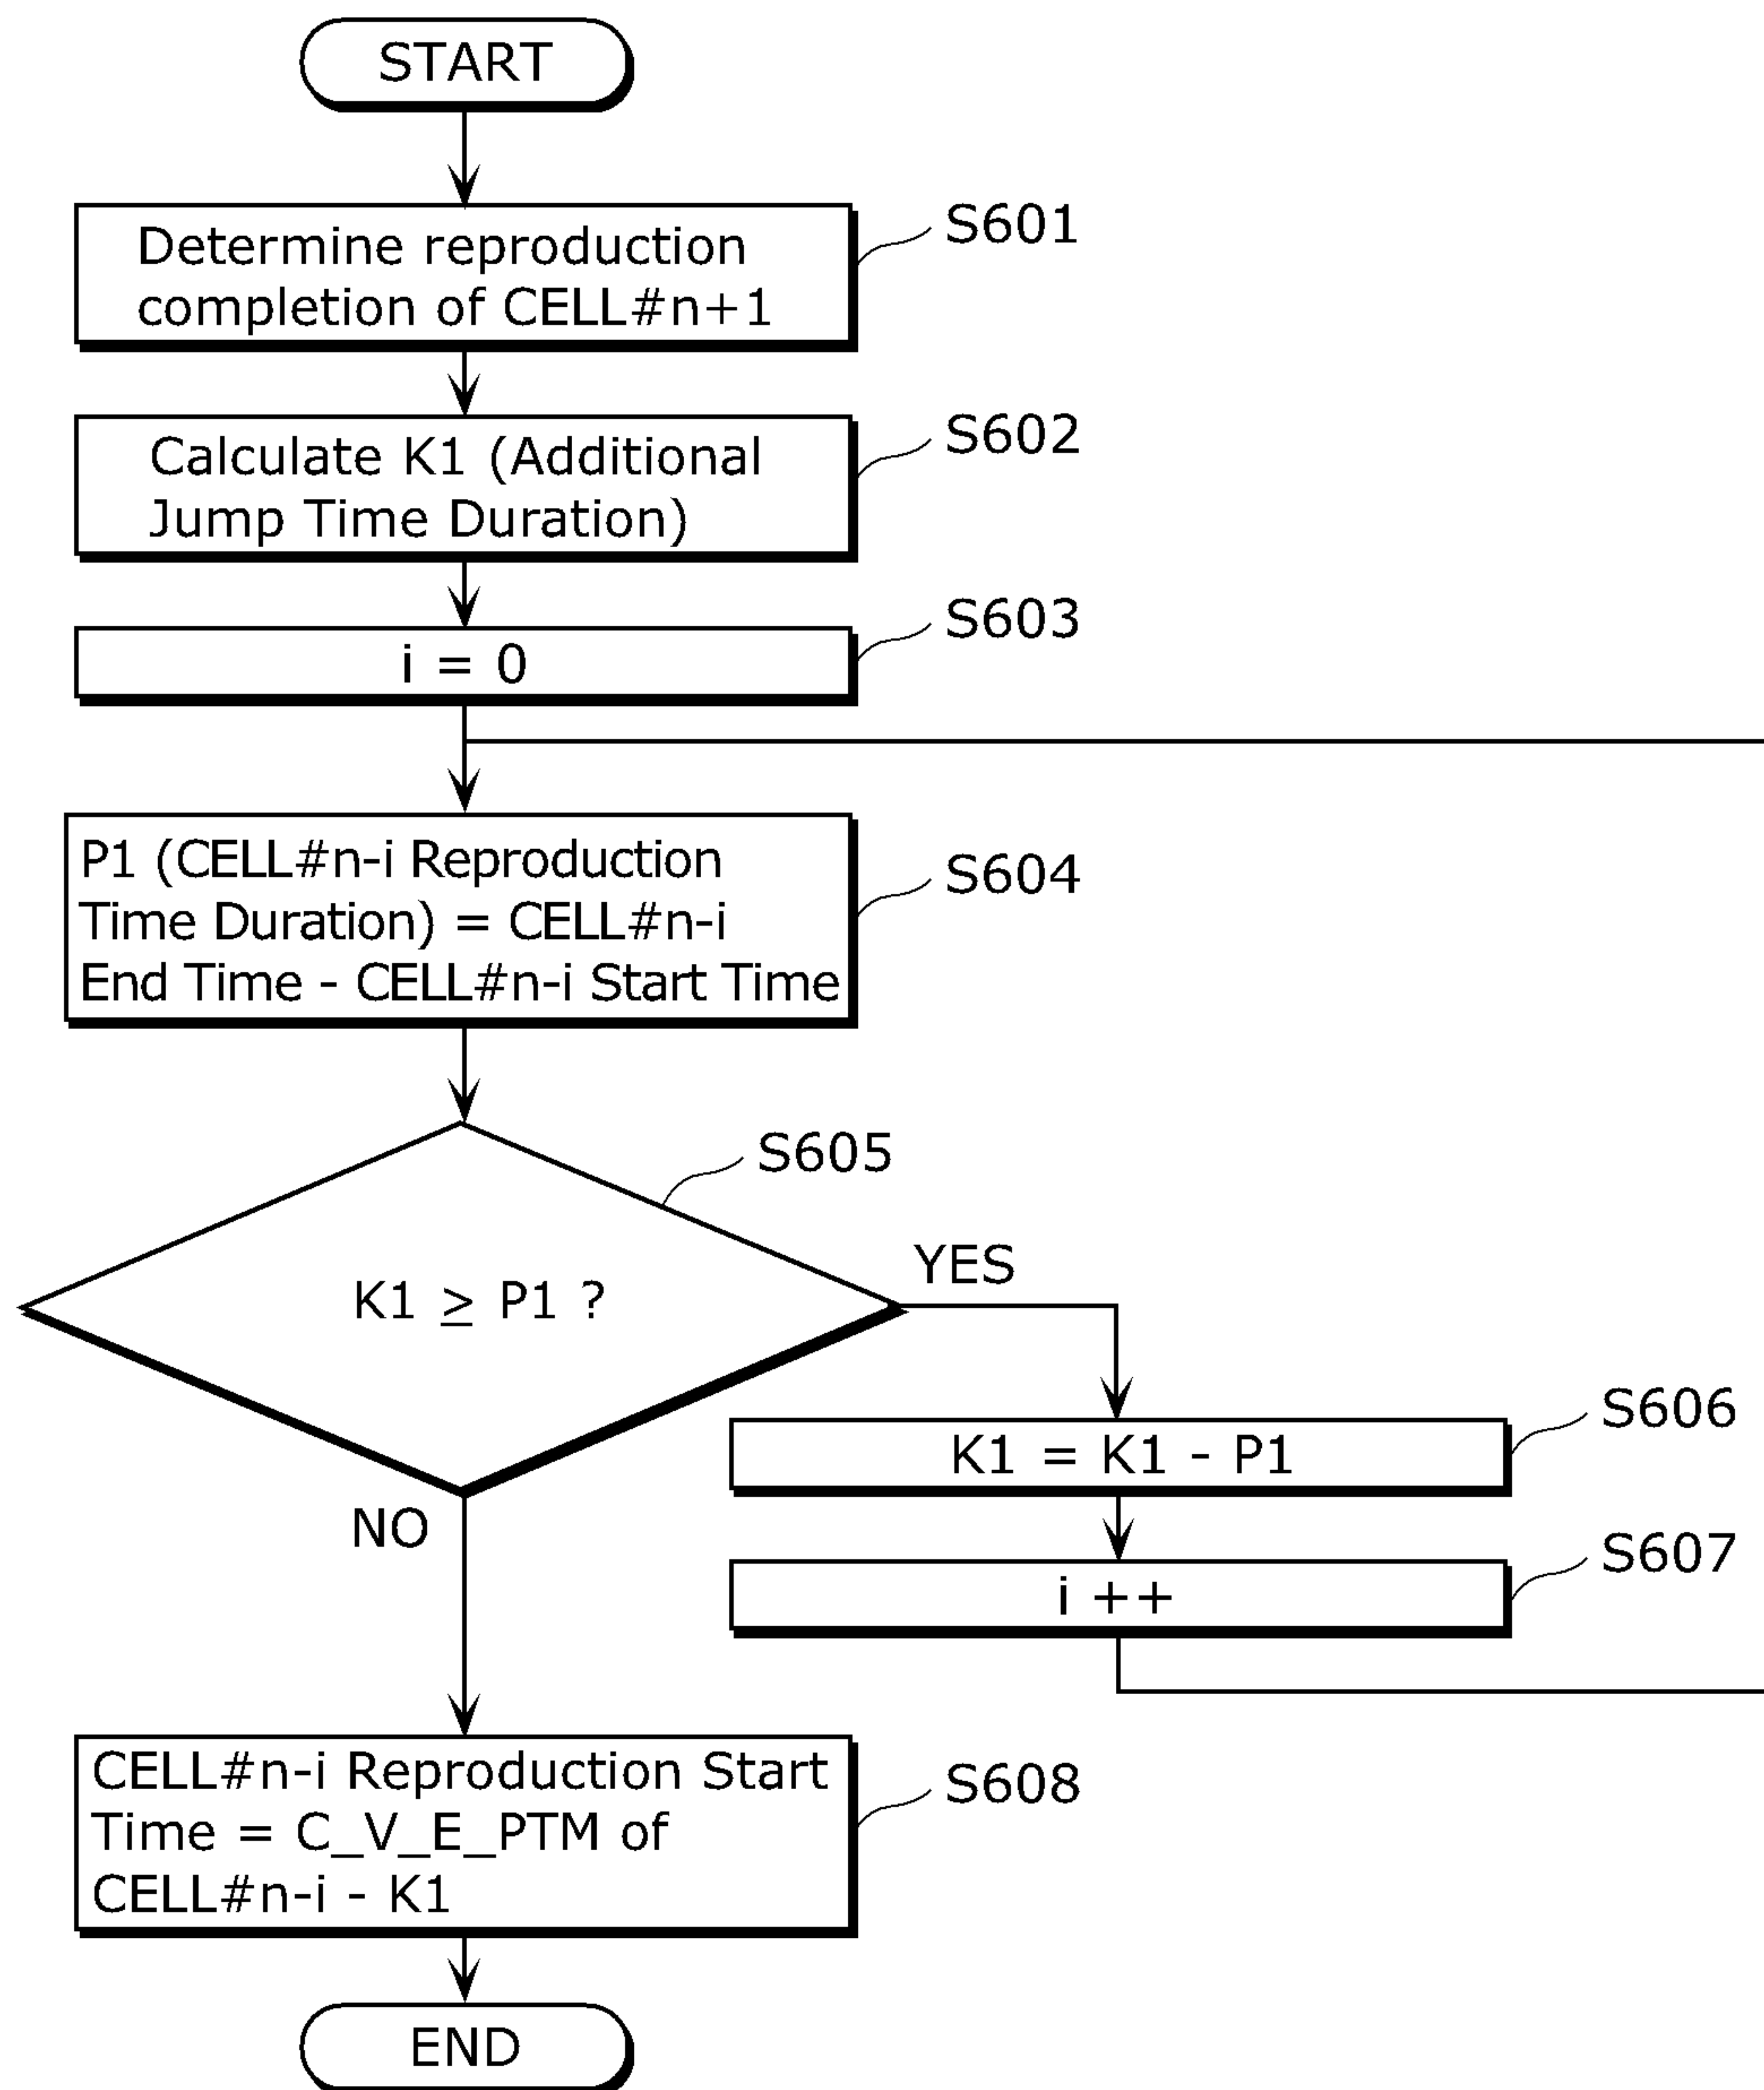 START
Determine reproduction
completion of CELL#n+1
S601
Calculate K1 (Additional
Jump Time Duration)
S602
i = 0
S603
P1 (CELL#n-i Reproduction
Time Duration) = CELL#n-i
End Time - CELL#n-i Start Time
S604
K1 ≥ P1 ?
S605
YES
K1 = K1 - P1
S606
i ++
S607
NO
CELL#n-i Reproduction Start
Time = C_V_E_PTM of
CELL#n-i - K1
S608
END